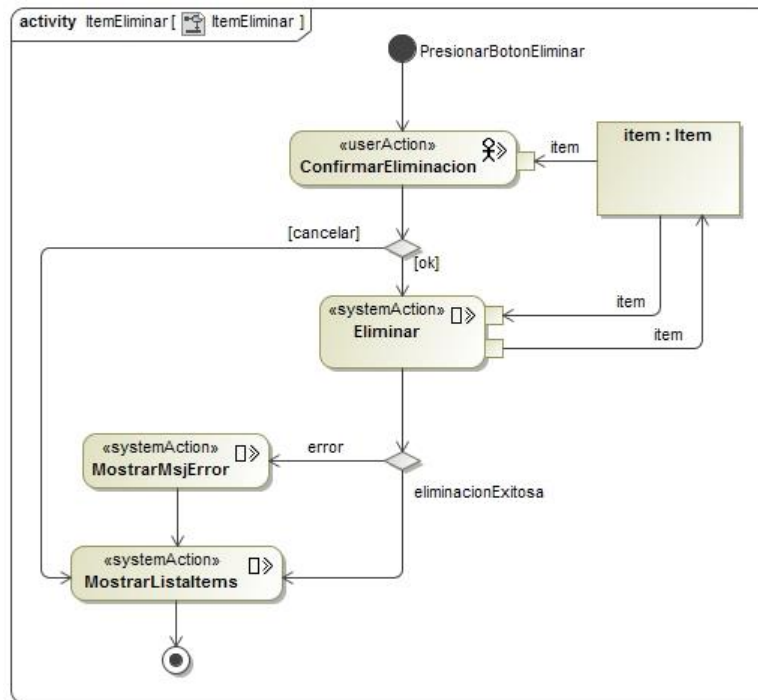 activity ItemEliminar [ ItemEliminar ]
PresionarBotonEliminar
«userAction»
ConfirmarEliminacion
item
item : Item
[cancelar]
[ok]
«systemAction»
Eliminar
item
item
«systemAction»
MostrarMsjError
error
eliminacionExitosa
«systemAction»
MostrarListaItems